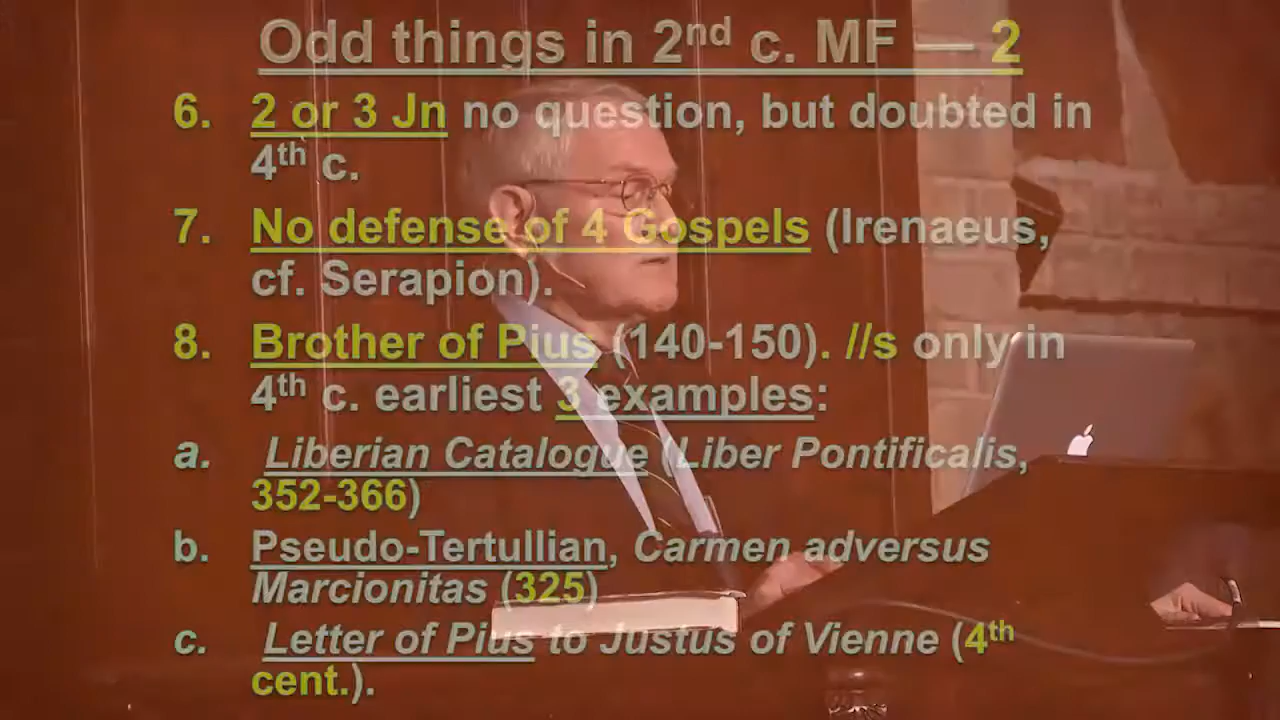 Odd things in 2nd c. MF — 2
6. 2 or 3 Jn no question, but doubted in
4th c.
7. No defense of 4 Gospels (Irenaeus,
cf. Serapion).
8. Brother of Pius (140-150). //s only in
4th c. earliest 3 examples:
a. Liberian Catalogue (Liber Pontificalis,
352-366)
b. Pseudo-Tertullian, Carmen adversus
Marcionitas (325)
c. Letter of Pius to Justus of Vienne (4th
cent.).